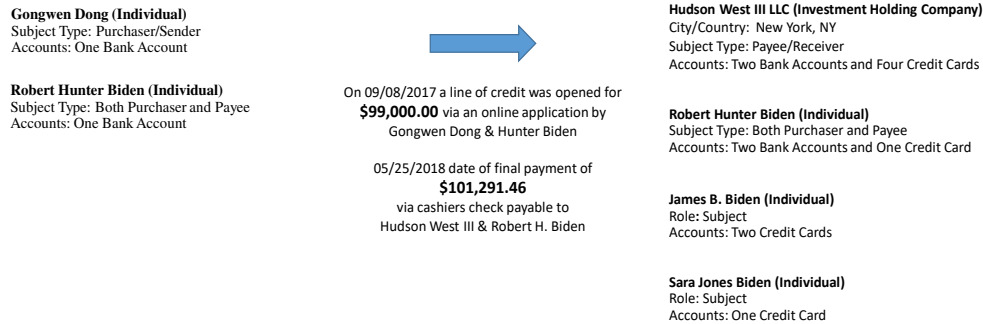 Gongwen Dong (Individual)
Subject Type: Purchaser/Sender
Accounts: One Bank Account
Robert Hunter Biden (Individual)
Subject Type: Both Purchaser and Payee
Accounts: One Bank Account
On 09/08/2017 a line of credit was opened for
$99,000.00 via an online application by
Gongwen Dong & Hunter Biden
05/25/2018 date of final payment of
$101,291.46
via cashiers check payable to
Hudson West III & Robert H. Biden
Hudson West III LLC (Investment Holding Company)
City/Country: New York, NY
Subject Type: Payee/Receiver
Accounts: Two Bank Accounts and Four Credit Cards
Robert Hunter Biden (Individual)
Subject Type: Both Purchaser and Payee
Accounts: Two Bank Accounts and One Credit Card
James B. Biden (Individual)
Role: Subject
Accounts: Two Credit Cards
Sara Jones Biden (Individual)
Role: Subject
Accounts: One Credit Card